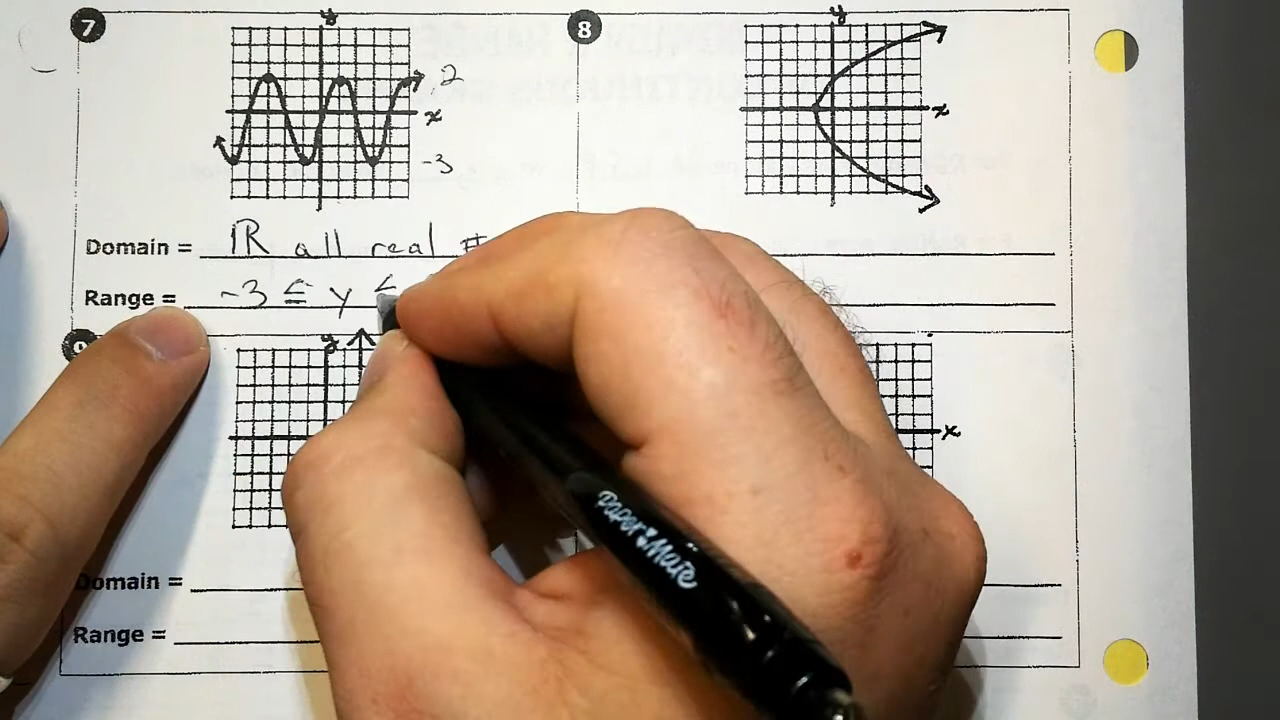 7
y
2
x
-3
Domain = ℝ all real #
Range = -3 ≤ y ≤
8
y
x
y
Domain =
Range =
x
Paper Mate